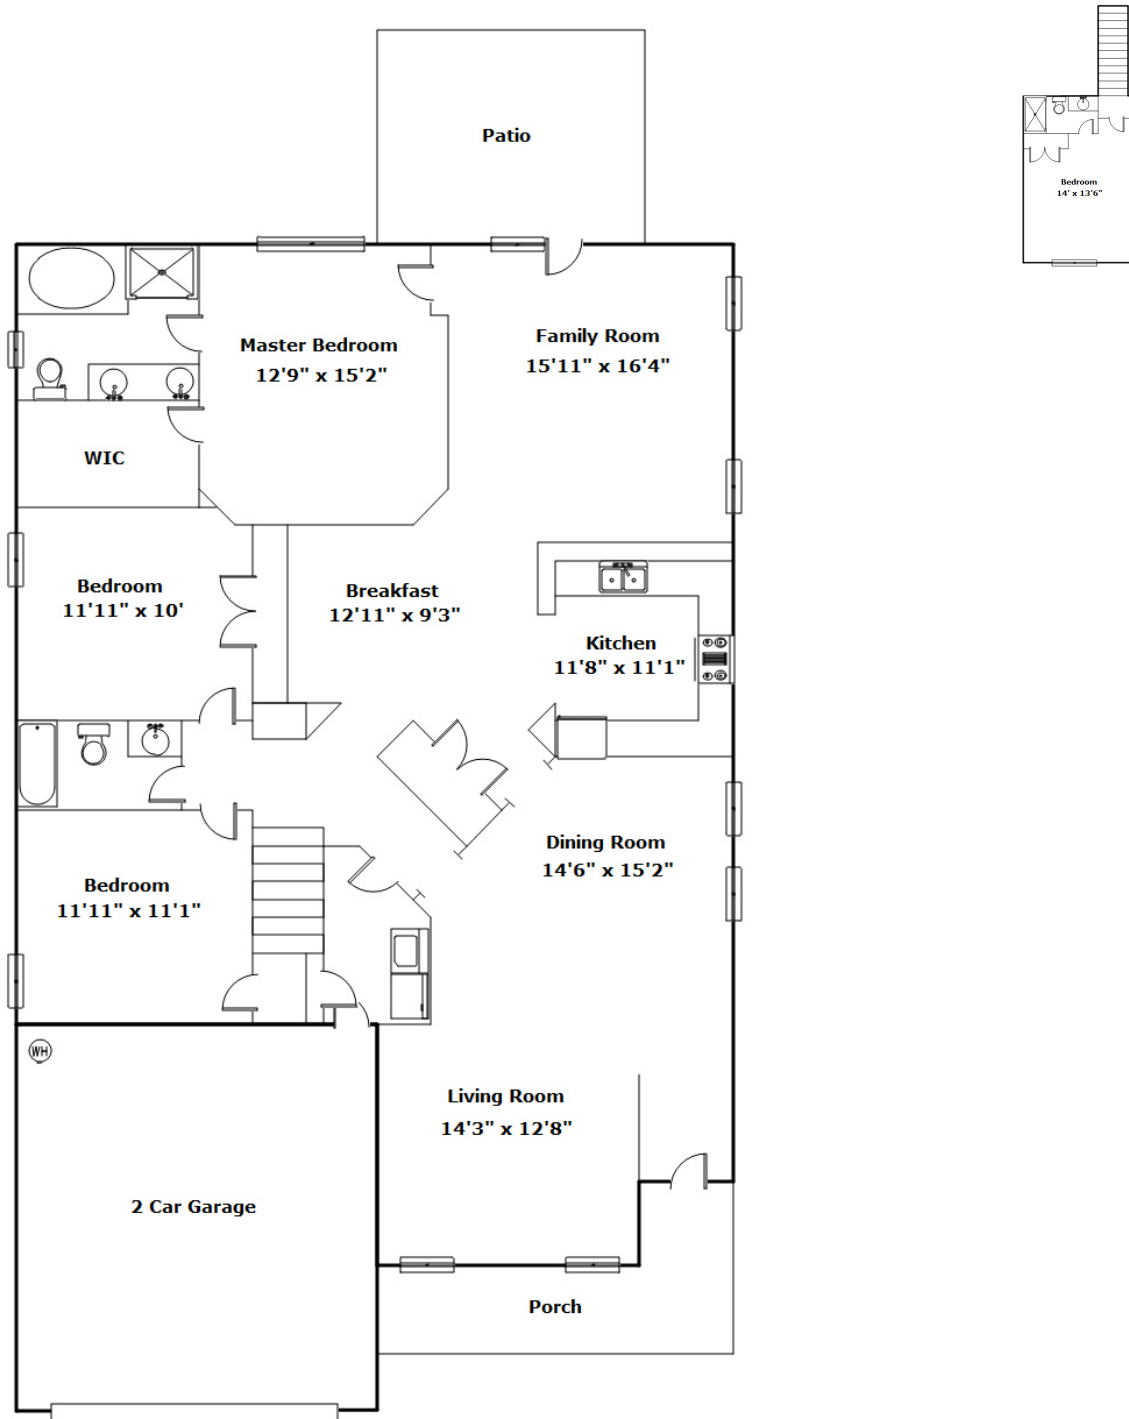 Patio
Bedroom
14' x 13'6"
Master Bedroom
12'9" x 15'2"
Family Room
15'11" x 16'4"
WIC
Bedroom
11'11" x 10'
Breakfast
12'11" x 9'3"
Kitchen
11'8" x 11'1"
Dining Room
14'6" x 15'2"
Bedroom
11'11" x 11'1"
WH
Living Room
14'3" x 12'8"
2 Car Garage
Porch